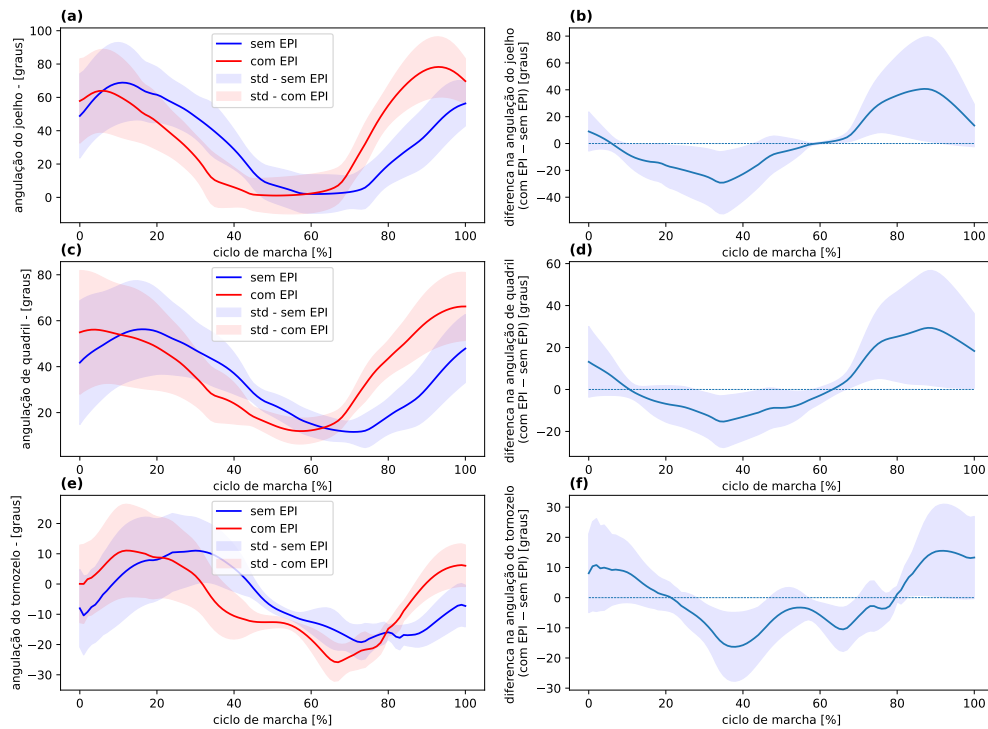 (a)
angulação do joelho - [graus]
100
80
60
40
20
0
sem EPI
com EPI
std - sem EPI
std - com EPI
0 20 40 60 80 100
ciclo de marcha [%]
(b)
diferenca na angulação do joelho
(com EPI − sem EPI) [graus]
80
60
40
20
0
−20
−40
0 20 40 60 80 100
ciclo de marcha [%]
(c)
angulação de quadril - [graus]
80
60
40
20
sem EPI
com EPI
std - sem EPI
std - com EPI
0 20 40 60 80 100
ciclo de marcha [%]
(d)
diferenca na angulação de quadril
(com EPI − sem EPI) [graus]
60
40
20
0
−20
0 20 40 60 80 100
ciclo de marcha [%]
(e)
angulação do tornozelo - [graus]
20
10
0
−10
−20
−30
sem EPI
com EPI
std - sem EPI
std - com EPI
0 20 40 60 80 100
ciclo de marcha [%]
(f)
diferenca na angulação do tornozelo
(com EPI − sem EPI) [graus]
30
20
10
0
−10
−20
−30
0 20 40 60 80 100
ciclo de marcha [%]